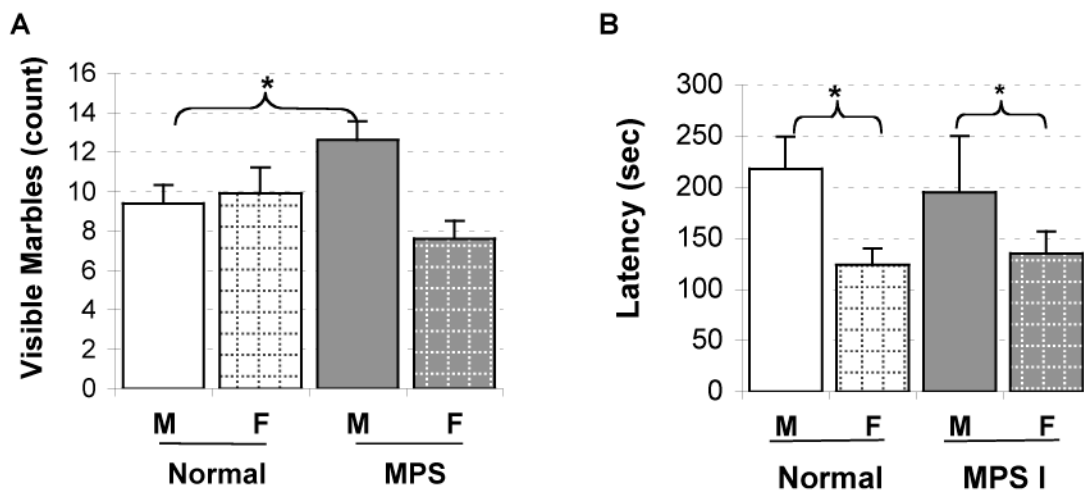 A
Visible Marbles (count)
16
14
12
10
8
6
4
2
0
*
M F M F
Normal MPS
B
Latency (sec)
300
250
200
150
100
50
0
* *
M F M F
Normal MPS I